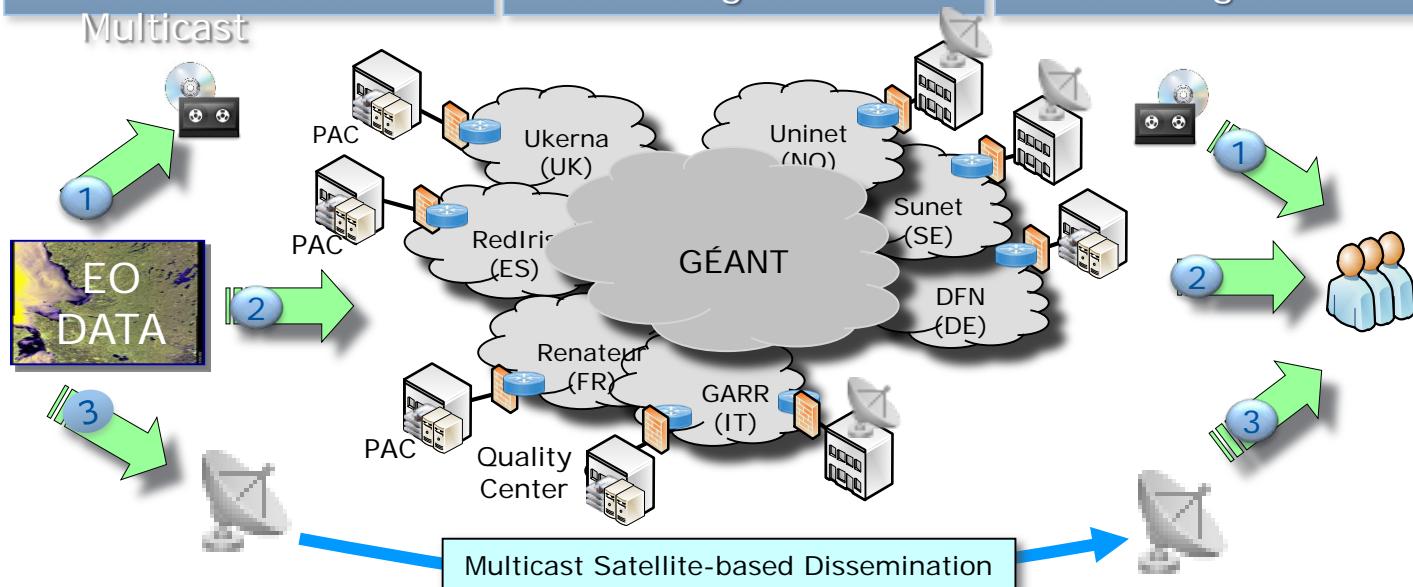 Multicast
PAC
Ukerna
(UK)
Uninet
(NO)
1
1
PAC
RedIris
(ES)
Sunet
(SE)
GÉANT
EO
DATA
2
2
DFN
(DE)
Renateur
(FR)
GARR
(IT)
3
3
PAC
Quality
Center
Multicast Satellite-based Dissemination